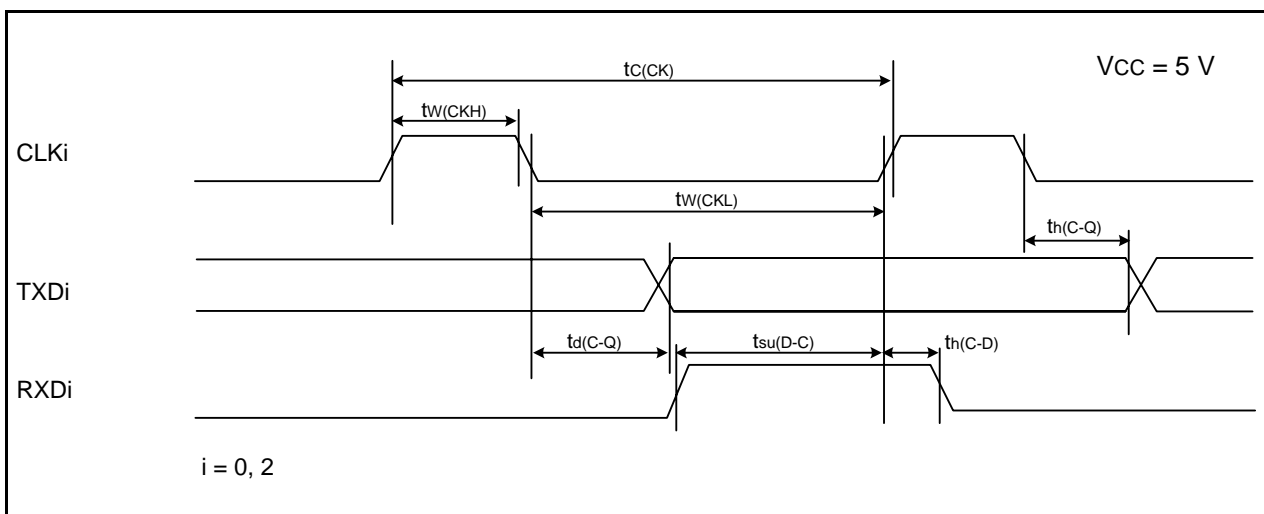 VCC = 5 V
tC(CK)
tW(CKH)
CLKi
tW(CKL)
th(C-Q)
TXDi
td(C-Q)
tsu(D-C)
th(C-D)
RXDi
i = 0, 2